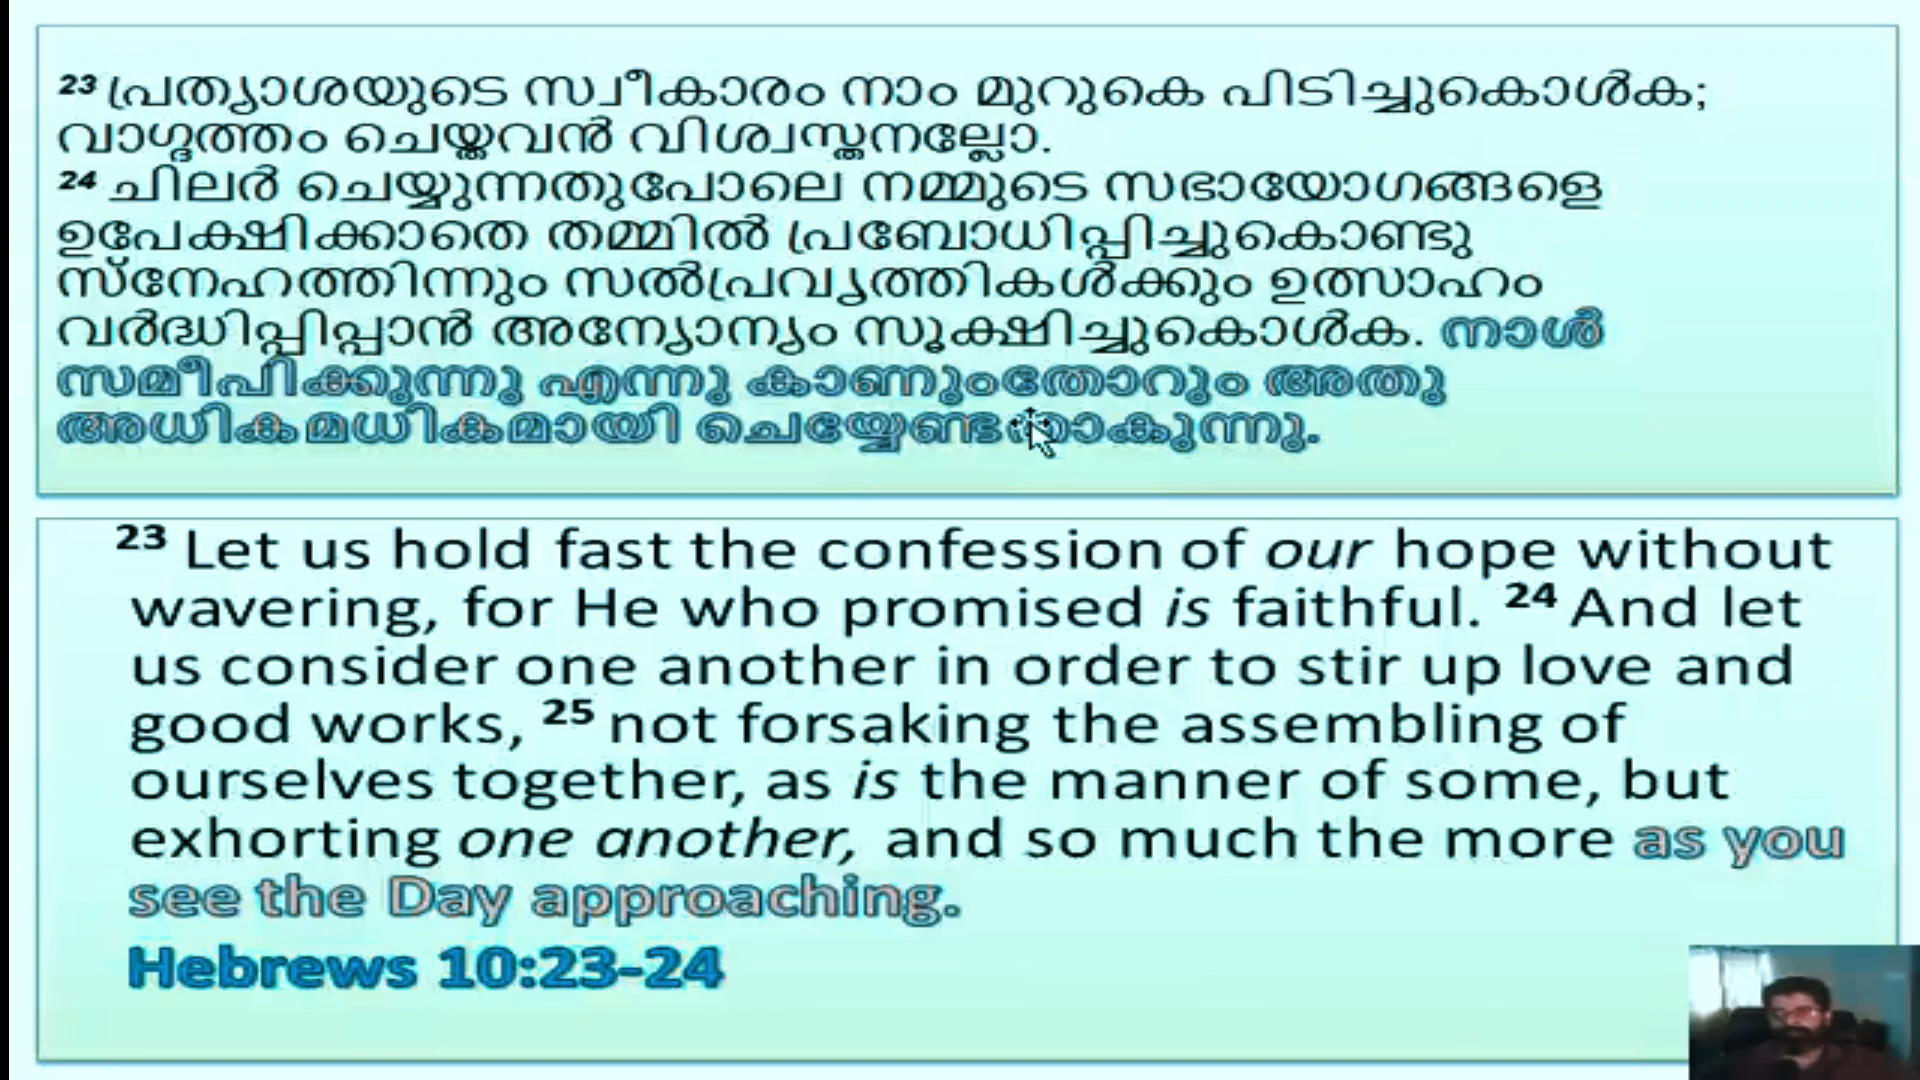 23 പ്രത്യാശയുടെ സ്വീകാരം നാം മുറുകെ പിടിച്ചുകൊൾക;
വാഗ്ദത്തം ചെയ്തവൻ വിശ്വസ്തനല്ലോ.
24 ചിലർ ചെയ്യുന്നതുപോലെ നമ്മുടെ സഭായോഗങ്ങളെ
ഉപേക്ഷിക്കാതെ തമ്മിൽ പ്രബോധിപ്പിച്ചുകൊണ്ടു
സ്നേഹത്തിന്നും സൽപ്രവൃത്തികൾക്കും ഉത്സാഹം
വർദ്ധിപ്പിപ്പാൻ അന്യോന്യം സൂക്ഷിച്ചുകൊൾക. നാൾ
സമീപിക്കുന്നു എന്നു കാണുംതോറും അതു
അധികമധികമായി ചെയ്യേണ്ടതാകുന്നു.
23 Let us hold fast the confession of our hope without
wavering, for He who promised is faithful. 24 And let
us consider one another in order to stir up love and
good works, 25 not forsaking the assembling of
ourselves together, as is the manner of some, but
exhorting one another, and so much the more as you
see the Day approaching.
Hebrews 10:23-24